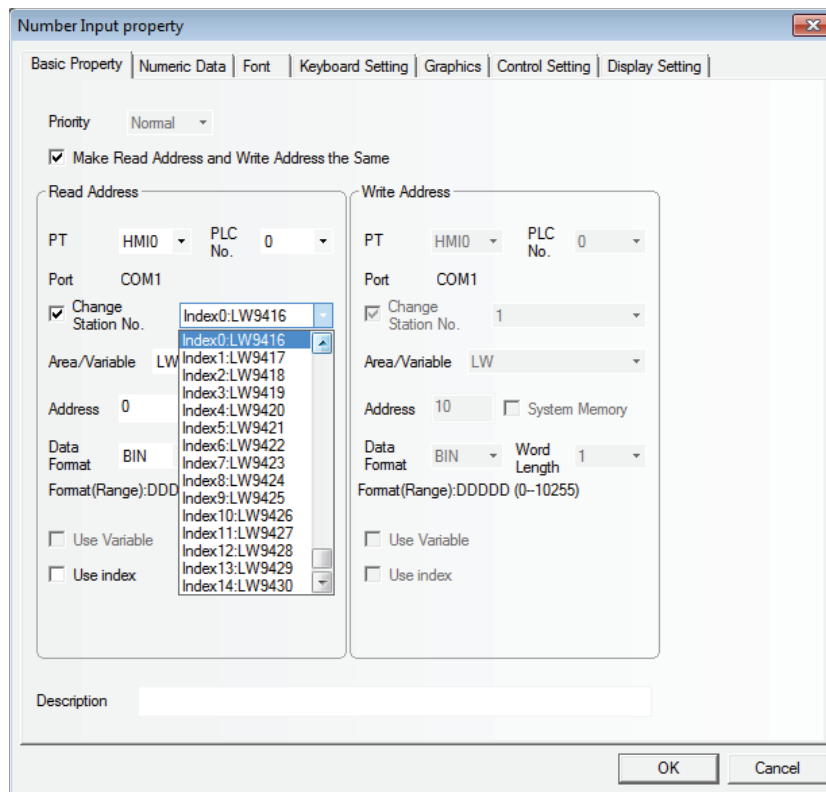 Number Input property
Basic Property Numeric Data Font Keyboard Setting Graphics Control Setting Display Setting
Priority Normal
Make Read Address and Write Address the Same
Read Address
PT HMI0 PLC No. 0
Port COM1
Change Station No. Index0:LW9416
Index0:LW9416
Index1:LW9417
Index2:LW9418
Index3:LW9419
Index4:LW9420
Index5:LW9421
Index6:LW9422
Index7:LW9423
Index8:LW9424
Index9:LW9425
Index10:LW9426
Index11:LW9427
Index12:LW9428
Index13:LW9429
Index14:LW9430
Area/Variable LW
Address 0
Data Format BIN
Format(Range):DDD
Use Variable
Use index
Write Address
PT HMI0 PLC No. 0
Port COM1
Change Station No. 1
Area/Variable LW
Address 10 System Memory
Data Format BIN Word Length 1
Format(Range):DDDDD (0--10255)
Use Variable
Use index
Description
OK Cancel